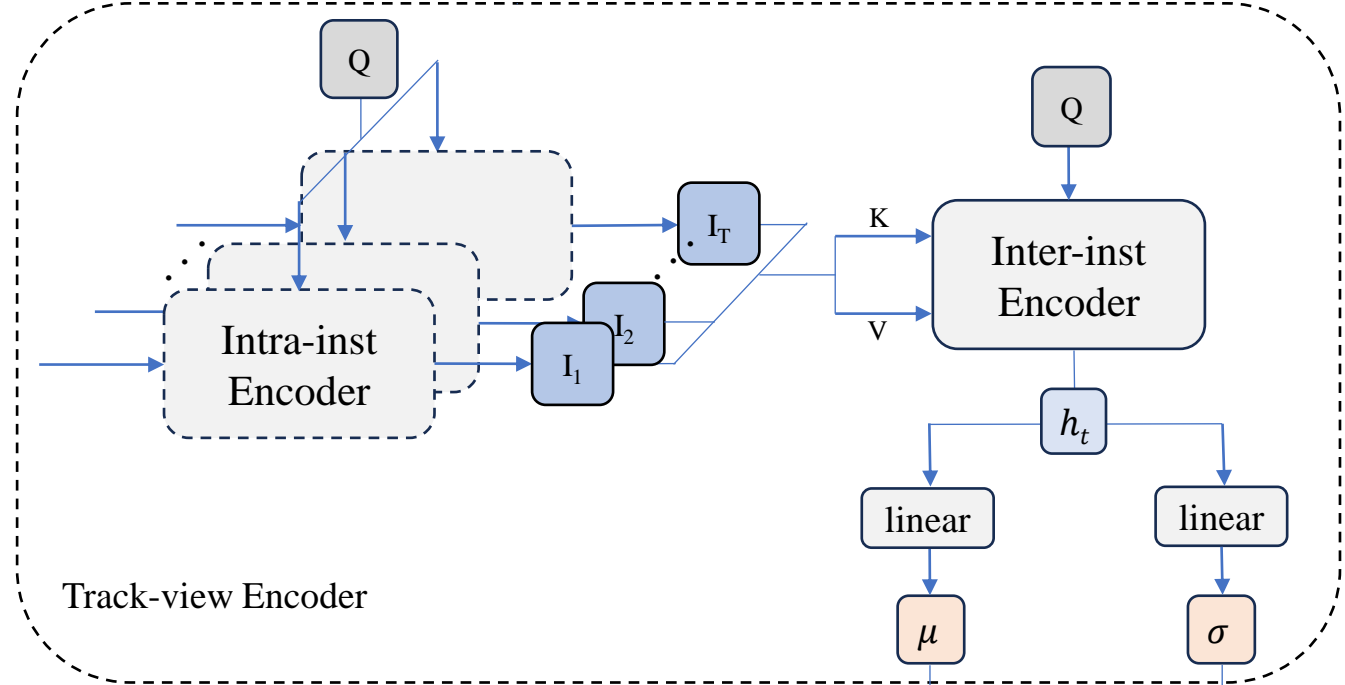 Q
Q
I_T
K
Inter-inst
Encoder
I_2
V
Intra-inst
Encoder
I_1
h_t
linear
linear
Track-view Encoder
μ
σ